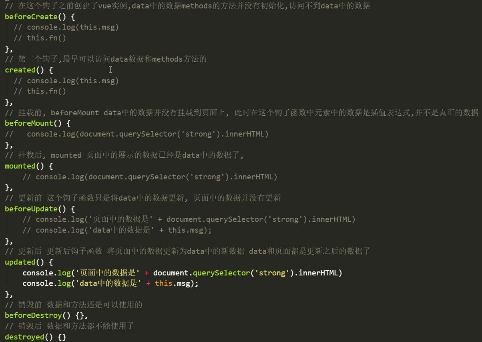 // 在这个钩子之前创建了vue实例,data中的数据methods的方法并没有初始化,访问不到data中的数据
beforeCreate() {
// console.log(this.msg)
// this.fn()
},
// 第一个钩子,最早可以访问data数据和methods方法的
created() {
// console.log(this.msg)
// this.fn()
},
// 挂载前, beforeMount data中的数据并没有挂载到页面上, 此时在这个钩子函数中元素中的数据是插值表达式,并不是真正的数据
beforeMount() {
// console.log(document.querySelector('strong').innerHTML)
},
// 挂载后, mounted 页面中的展示的数据已经是data中的数据了,
mounted() {
// console.log(document.querySelector('strong').innerHTML)
},
// 更新前 这个钩子函数只是将data中的数据更新, 页面中的数据并没有更新
beforeUpdate() {
// console.log('页面中的数据是' + document.querySelector('strong').innerHTML)
// console.log('data中的数据是' + this.msg);
},
// 更新后 更新后钩子函数 将页面中的数据更新为data中的新数据 data和页面都是更新之后的数据了
updated() {
console.log('页面中的数据是' + document.querySelector('strong').innerHTML)
console.log('data中的数据是' + this.msg);
},
// 销毁前 数据和方法还是可以使用的
beforeDestroy() {},
// 销毁后 数据和方法都不能使用了
destroyed() {}